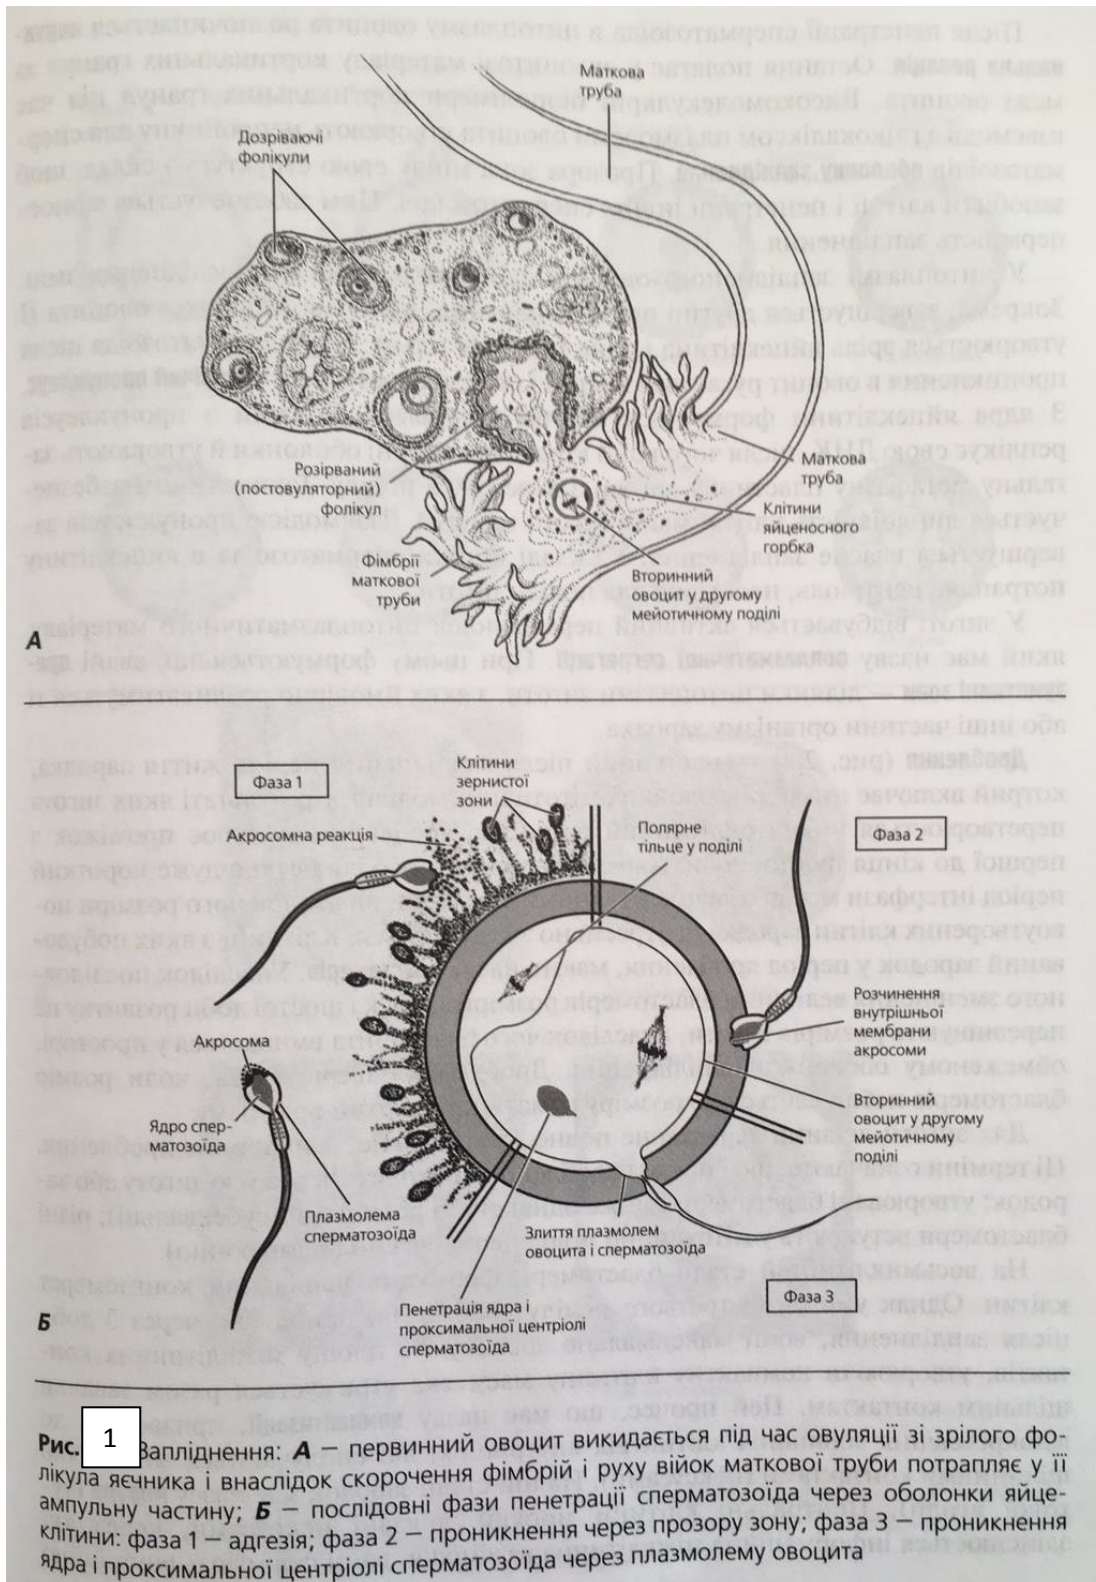 Маткова
труба
Дозріваючі
фолікули
Розірваний
(постовуляторний)
фолікул
Маткова
труба
Клітини
яйценосного
горбка
Фімбрії
маткової
труби
Вторинний
овоцит у другому
мейотичному поділі
А
Клітини
зернистої
зони
Фаза 1
Акросомна реакція
Полярне
тільце у поділі
Фаза 2
Розчинення
внутрішньої
мембрани
акросоми
Акросома
Ядро спер-
матозоїда
Вторинний
овоцит у другому
мейотичному
поділі
Плазмолема
сперматозоїда
Злиття плазмолем
овоцита і сперматозоїда
Фаза 3
Пенетрація ядра і
проксимальної центріолі
сперматозоїда
Б
Рис. 1 Запліднення: А – первинний овоцит викидається під час овуляції зі зрілого фо-
лікула яєчника і внаслідок скорочення фімбрій і руху війок маткової труби потрапляє у її
ампульну частину; Б – послідовні фази пенетрації сперматозоїда через оболонки яйце-
клітини: фаза 1 – адгезія; фаза 2 – проникнення через прозору зону; фаза 3 – проникнення
ядра і проксимальної центріолі сперматозоїда через плазмолему овоцита